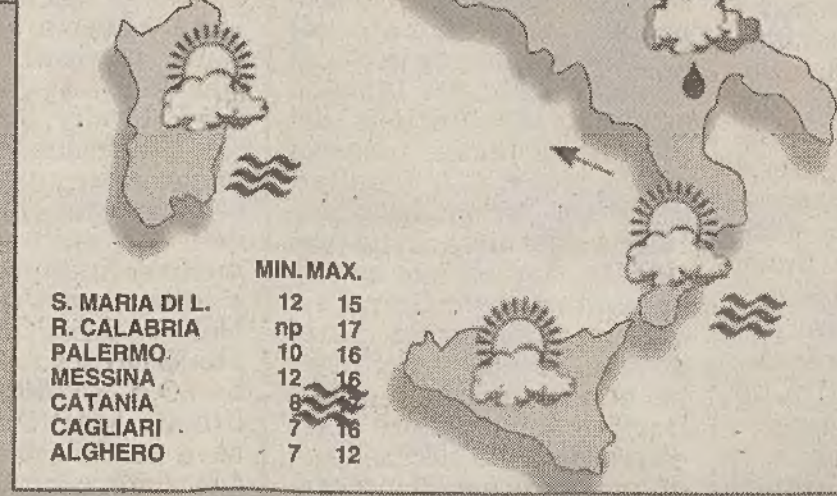 MIN. MAX.
S. MARIA DI L. 12 15
R. CALABRIA np 17
PALERMO 10 16
MESSINA 12 16
CATANIA 8
CAGLIARI 7 16
ALGHERO 7 12